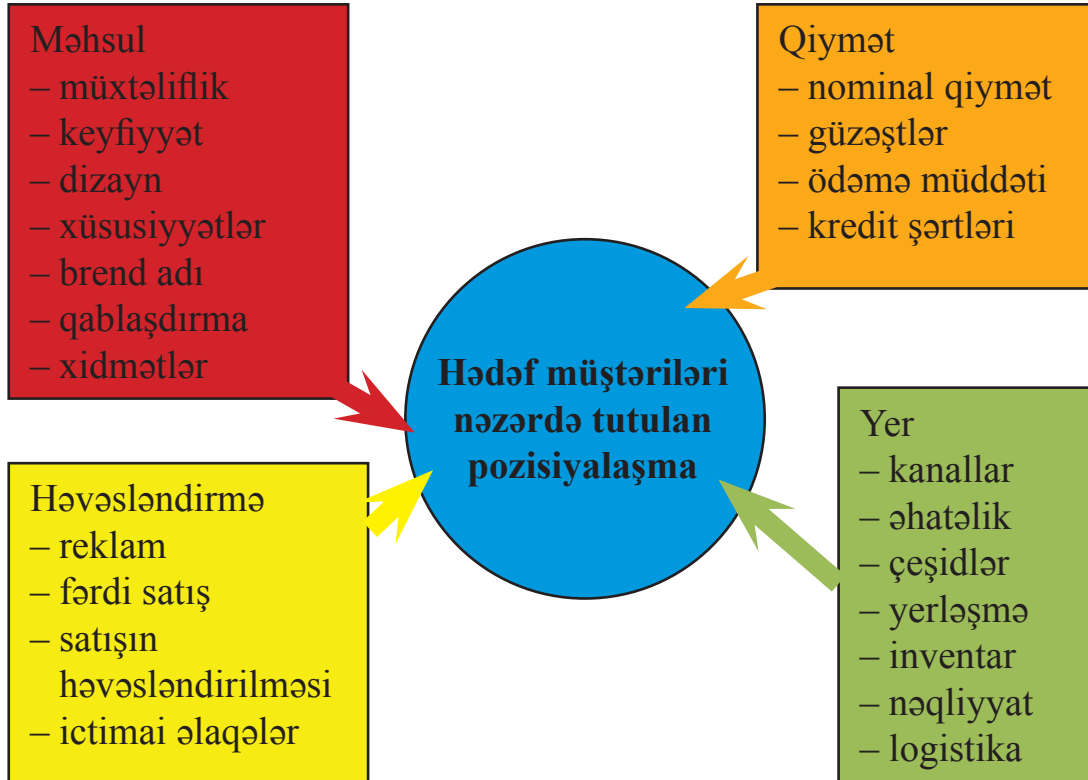 Məhsul
– müxtəliflik
– keyfiyyət
– dizayn
– xüsusiyyətlər
– brend adı
– qablaşdırma
– xidmətlər
Qiymət
– nominal qiymət
– güzəştlər
– ödəmə müddəti
– kredit şərtləri
Hədəf müştəriləri
nəzərdə tutulan
pozisiyalaşma
Həvəsləndirmə
– reklam
– fərdi satış
– satışın
həvəsləndirilməsi
– ictimai əlaqələr
Yer
– kanallar
– əhatəlik
– çeşidlər
– yerləşmə
– inventar
– nəqliyyat
– logistika